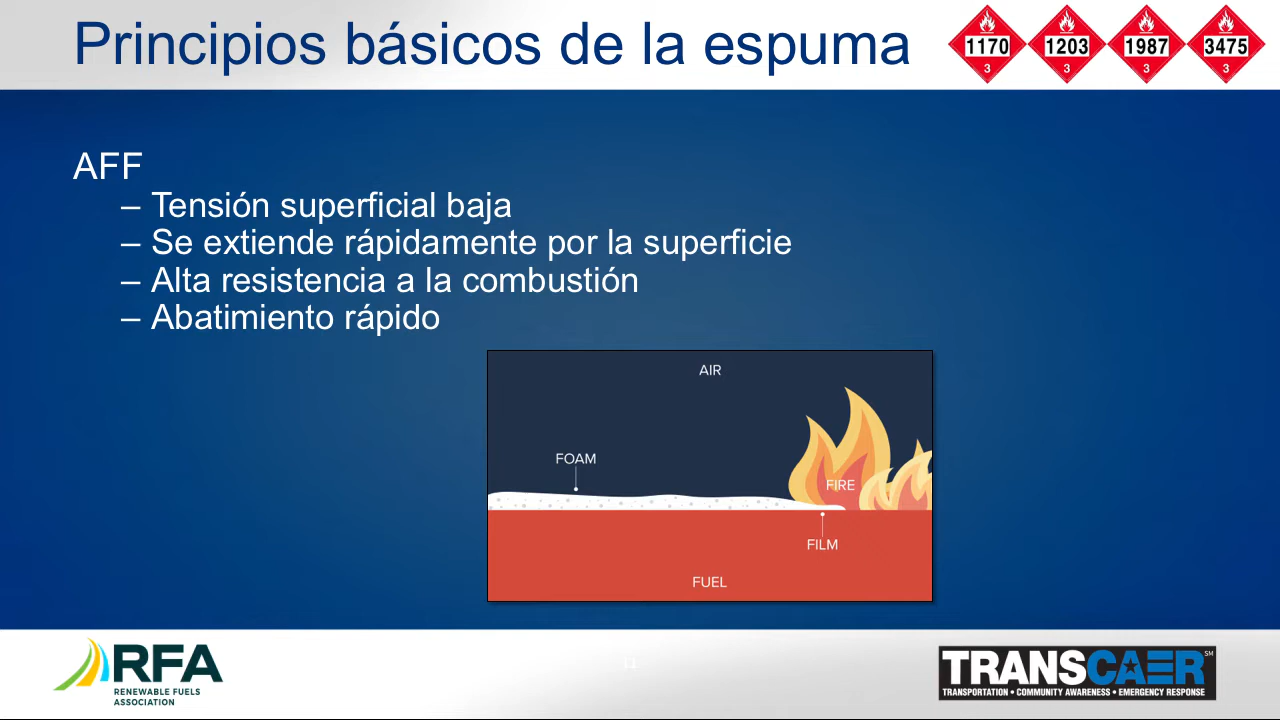 Principios básicos de la espuma
1170
3
1203
3
1987
3
3475
3
AFF
– Tensión superficial baja
– Se extiende rápidamente por la superficie
– Alta resistencia a la combustión
– Abatimiento rápido
AIR
FOAM
FIRE
FILM
FUEL
RFA
RENEWABLE FUELS
ASSOCIATION
TRANSCAER SM
TRANSPORTATION • COMMUNITY AWARENESS • EMERGENCY RESPONSE